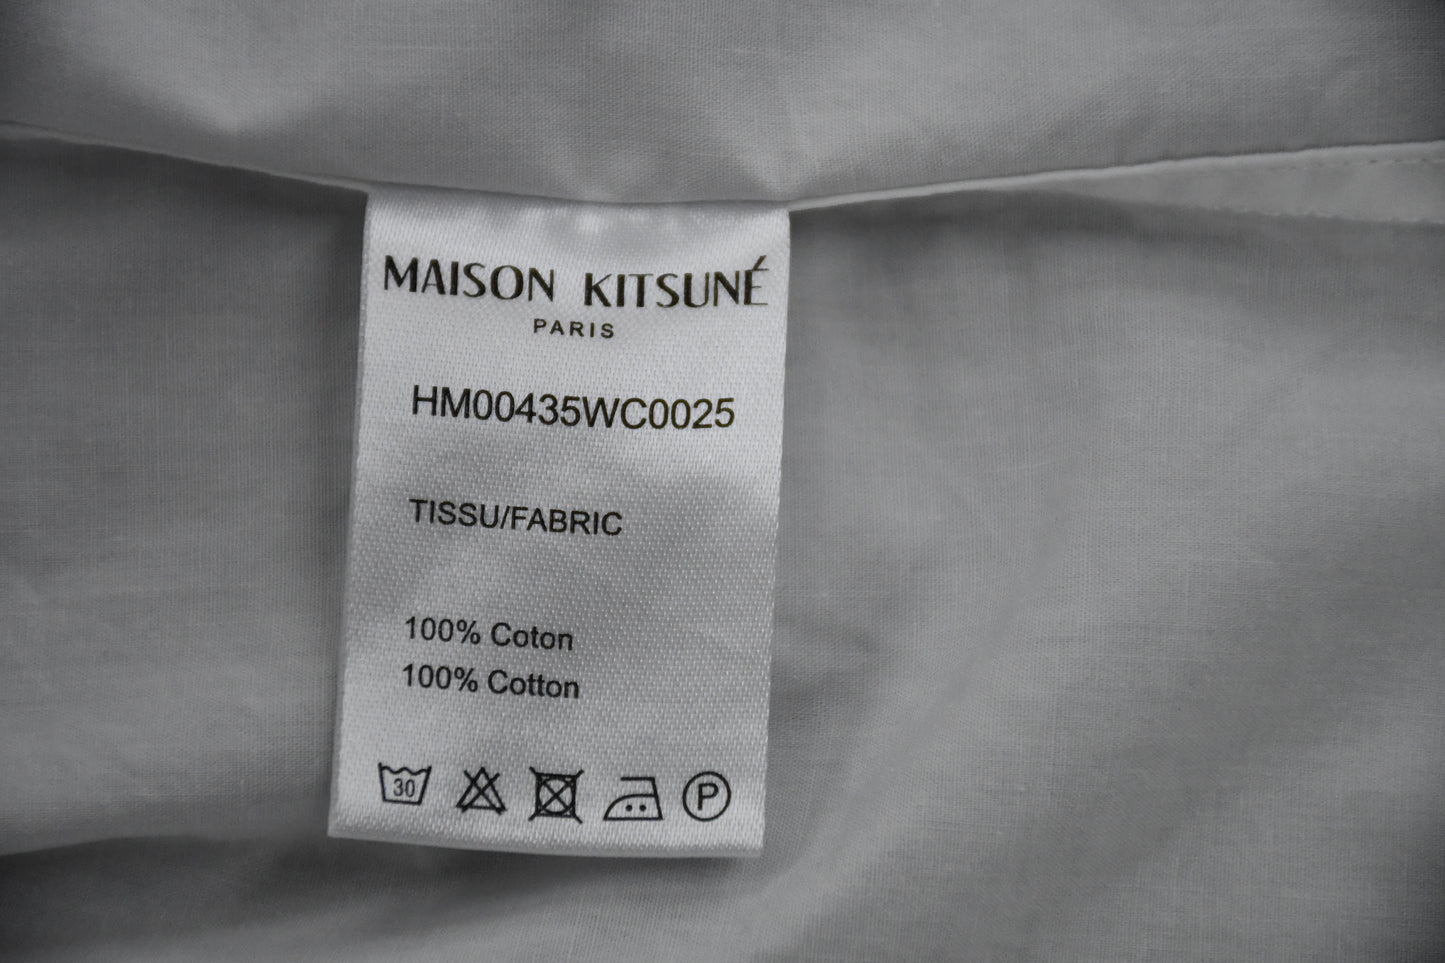 MAISON KITSUNÉ
PARIS
HM00435WC0025
TISSU/FABRIC
100% Coton
100% Cotton
30 P